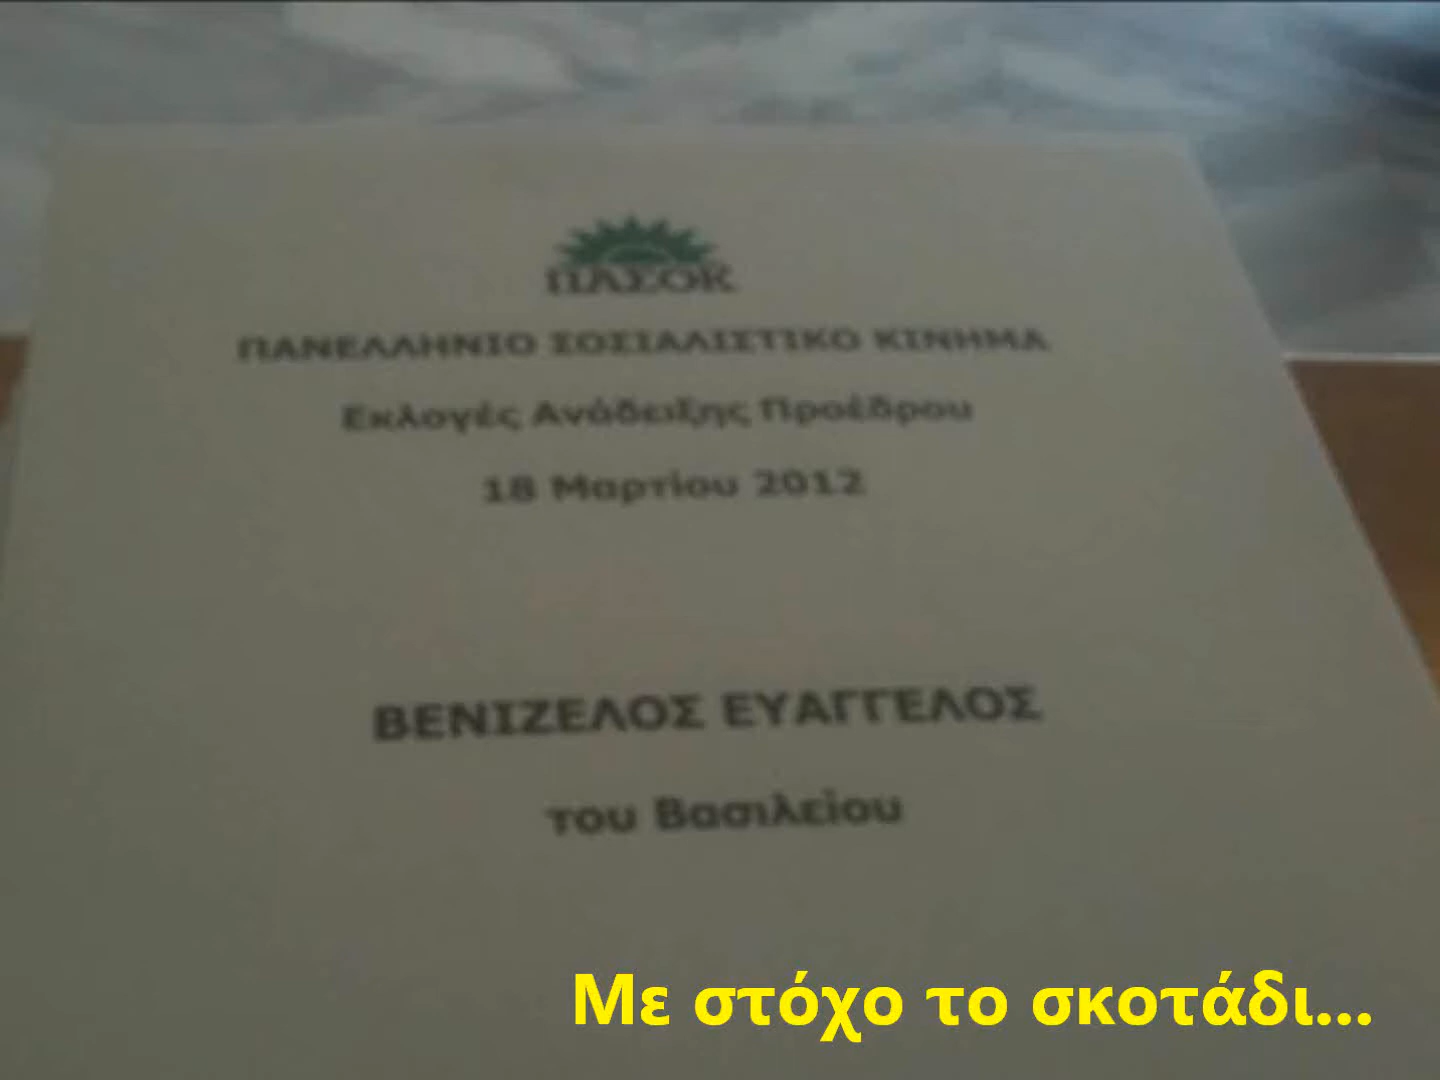 ΠΑΣΟΚ
ΠΑΝΕΛΛΗΝΙΟ ΣΟΣΙΑΛΙΣΤΙΚΟ ΚΙΝΗΜΑ
Εκλογές Ανάδειξης Προέδρου
18 Μαρτίου 2012
ΒΕΝΙΖΕΛΟΣ ΕΥΑΓΓΕΛΟΣ
του Βασιλείου
Με στόχο το σκοτάδι...